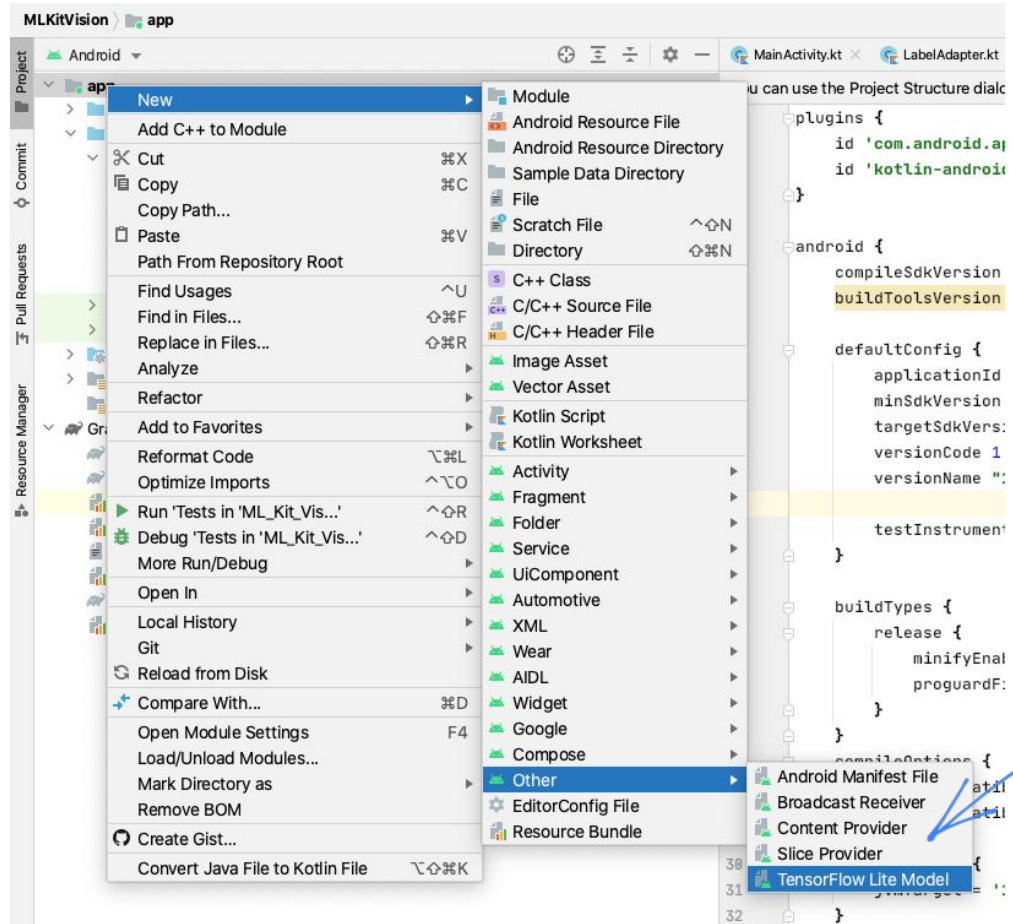 MLKitVision
app
Android
MainActivity.kt
LabelAdapter.kt
Project
Commit
Pull Requests
Resource Manager
New
Add C++ to Module
Cut ⌘X
Copy ⌘C
Copy Path...
Paste ⌘V
Path From Repository Root
Find Usages ^U
Find in Files... ⇧⌘F
Replace in Files... ⇧⌘R
Analyze
Refactor
Add to Favorites
Reformat Code ⌥⌘L
Optimize Imports ^⌥O
Run 'Tests in 'ML_Kit_Vis...' ^⇧R
Debug 'Tests in 'ML_Kit_Vis...' ^⇧D
More Run/Debug
Open In
Local History
Git
Reload from Disk
Compare With... ⌘D
Open Module Settings F4
Load/Unload Modules...
Mark Directory as
Remove BOM
Create Gist...
Convert Java File to Kotlin File ⌥⇧⌘K
Module
Android Resource File
Android Resource Directory
Sample Data Directory
File
Scratch File ^⇧N
Directory ⇧⌘N
C++ Class
C/C++ Source File
C/C++ Header File
Image Asset
Vector Asset
Kotlin Script
Kotlin Worksheet
Activity
Fragment
Folder
Service
UiComponent
Automotive
XML
Wear
AIDL
Widget
Google
Compose
Other
EditorConfig File
Resource Bundle
Android Manifest File
Broadcast Receiver
Content Provider
Slice Provider
TensorFlow Lite Model
can use the Project Structure
plugins {
id 'com.android.
id 'kotlin-
}
android {
compileSdkVersion
buildToolsVersion
defaultConfig {
applicationId
minSdkVersion
versionCode 1
versionName
}
buildTypes {
release {
}
}
compileOptions {
30 {
31 =
32 }